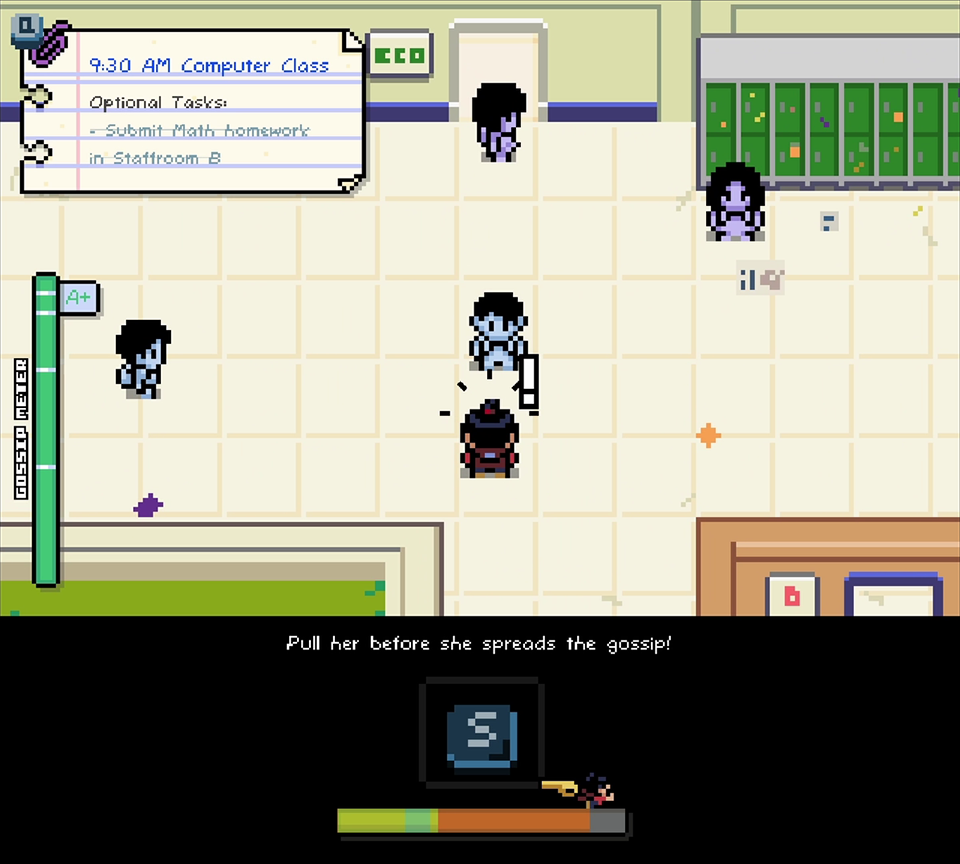 Q
9:30 AM Computer Class
Optional Tasks:
- Submit Math homework
in Staffroom B
A+
GOSSIP METER
b
Pull her before she spreads the gossip!
S